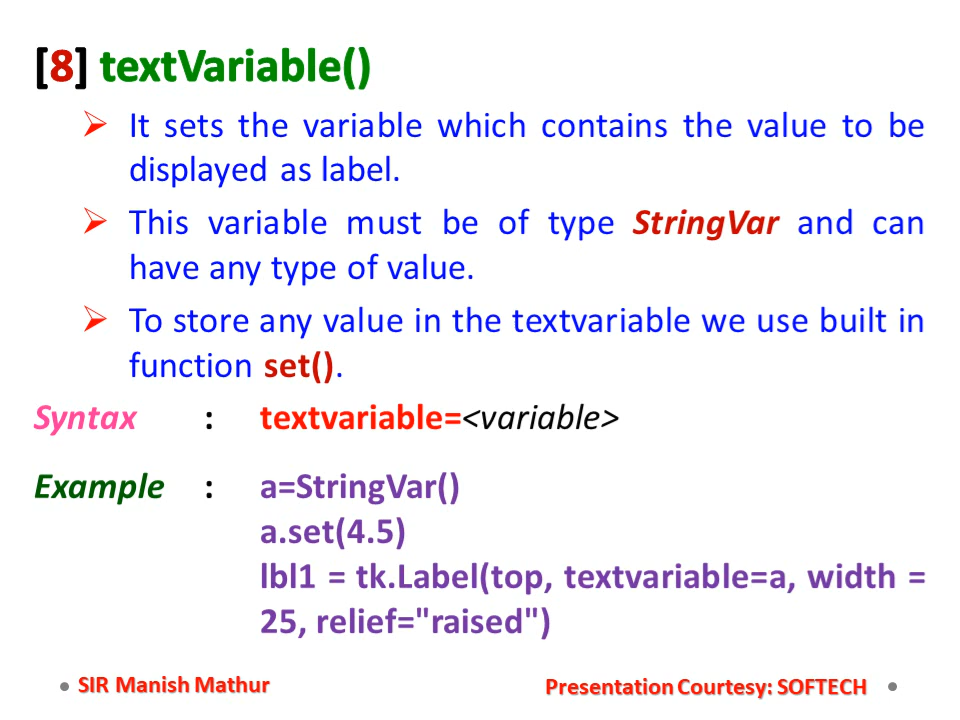 [8] textVariable()
➢ It sets the variable which contains the value to be
displayed as label.
➢ This variable must be of type StringVar and can
have any type of value.
➢ To store any value in the textvariable we use built in
function set().
Syntax : textvariable=<variable>
Example : a=StringVar()
a.set(4.5)
lbl1 = tk.Label(top, textvariable=a, width =
25, relief="raised")
SIR Manish Mathur
Presentation Courtesy: SOFTECH